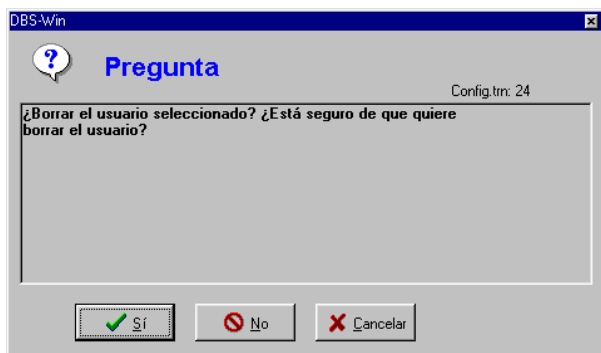 DBS-Win
Pregunta
Config.trn: 24
¿Borrar el usuario seleccionado? ¿Está seguro de que quiere
borrar el usuario?
Sí
No
Cancelar